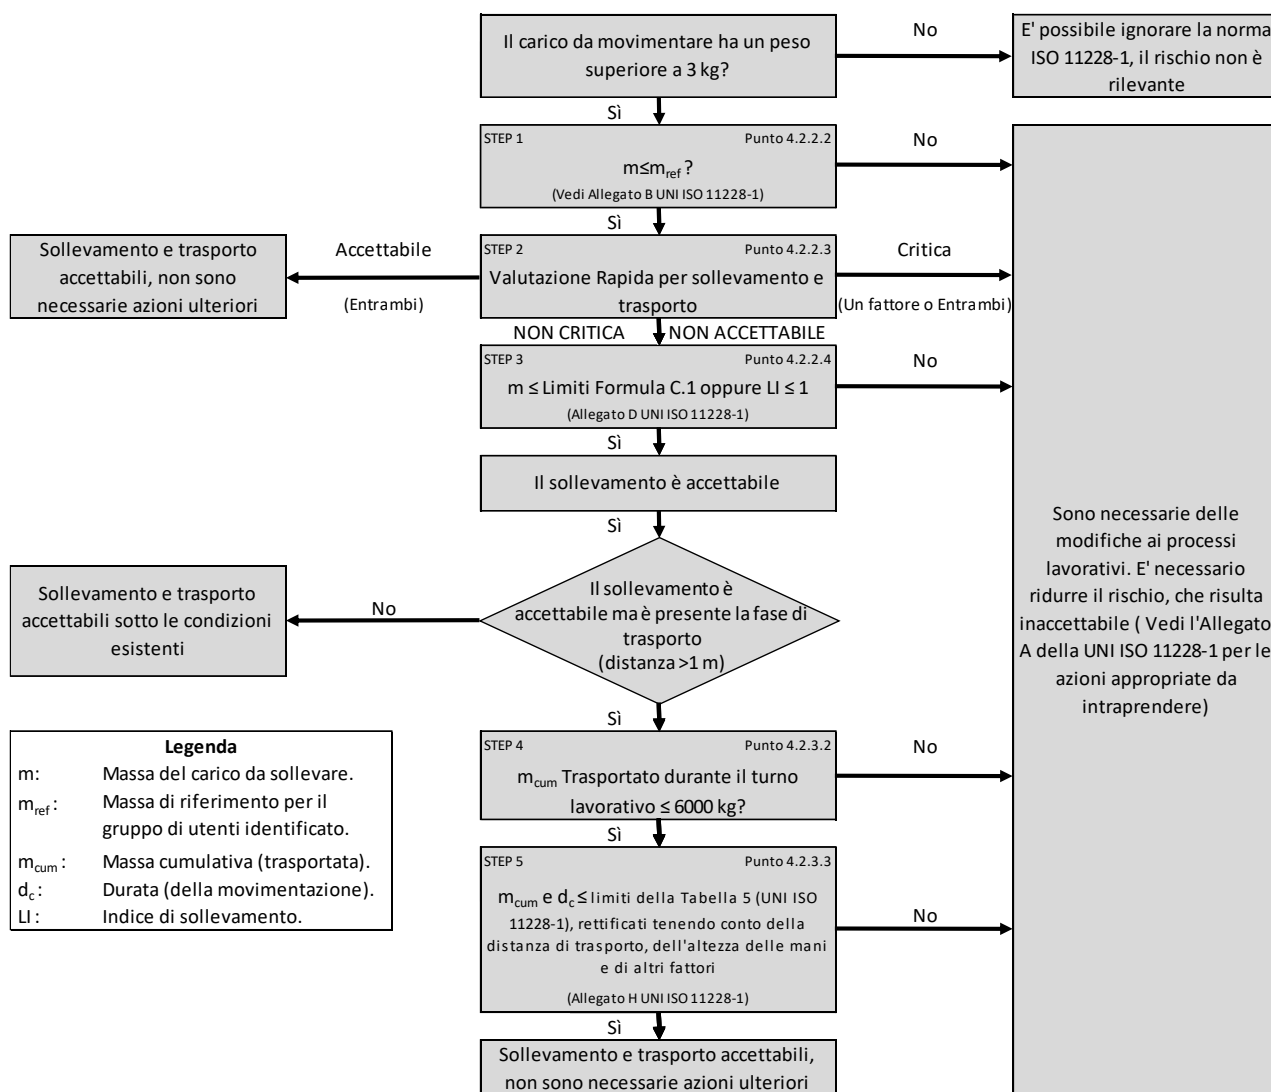 Il carico da movimentare ha un peso
superiore a 3 kg?
No
E' possibile ignorare la norma
ISO 11228-1, il rischio non è
rilevante
Sì
STEP 1 Punto 4.2.2.2
m≤mref ?
(Vedi Allegato B UNI ISO 11228-1)
No
Sì
Sollevamento e trasporto
accettabili, non sono
necessarie azioni ulteriori
Accettabile
(Entrambi)
STEP 2 Punto 4.2.2.3
Valutazione Rapida per sollevamento e
trasporto
Critica
(Un fattore o Entrambi)
NON CRITICA NON ACCETTABILE
STEP 3 Punto 4.2.2.4
m ≤ Limiti Formula C.1 oppure LI ≤ 1
(Allegato D UNI ISO 11228-1)
No
Sì
Il sollevamento è accettabile
Sì
Sollevamento e trasporto
accettabili sotto le condizioni
esistenti
No
Il sollevamento è
accettabile ma è presente la fase di
trasporto
(distanza >1 m)
Sono necessarie delle
modifiche ai processi
lavorativi. E' necessario
ridurre il rischio, che risulta
inaccettabile ( Vedi l'Allegato
A della UNI ISO 11228-1 per le
azioni appropriate da
intraprendere)
Sì
STEP 4 Punto 4.2.3.2
mcum Trasportato durante il turno
lavorativo ≤ 6000 kg?
No
Sì
STEP 5 Punto 4.2.3.3
mcum e dc ≤ limiti della Tabella 5 (UNI ISO
11228-1), rettificati tenendo conto della
distanza di trasporto, dell'altezza delle mani
e di altri fattori
(Allegato H UNI ISO 11228-1)
No
Sì
Sollevamento e trasporto accettabili,
non sono necessarie azioni ulteriori
Legenda
m: Massa del carico da sollevare.
mref : Massa di riferimento per il
gruppo di utenti identificato.
mcum : Massa cumulativa (trasportata).
dc : Durata (della movimentazione).
LI : Indice di sollevamento.